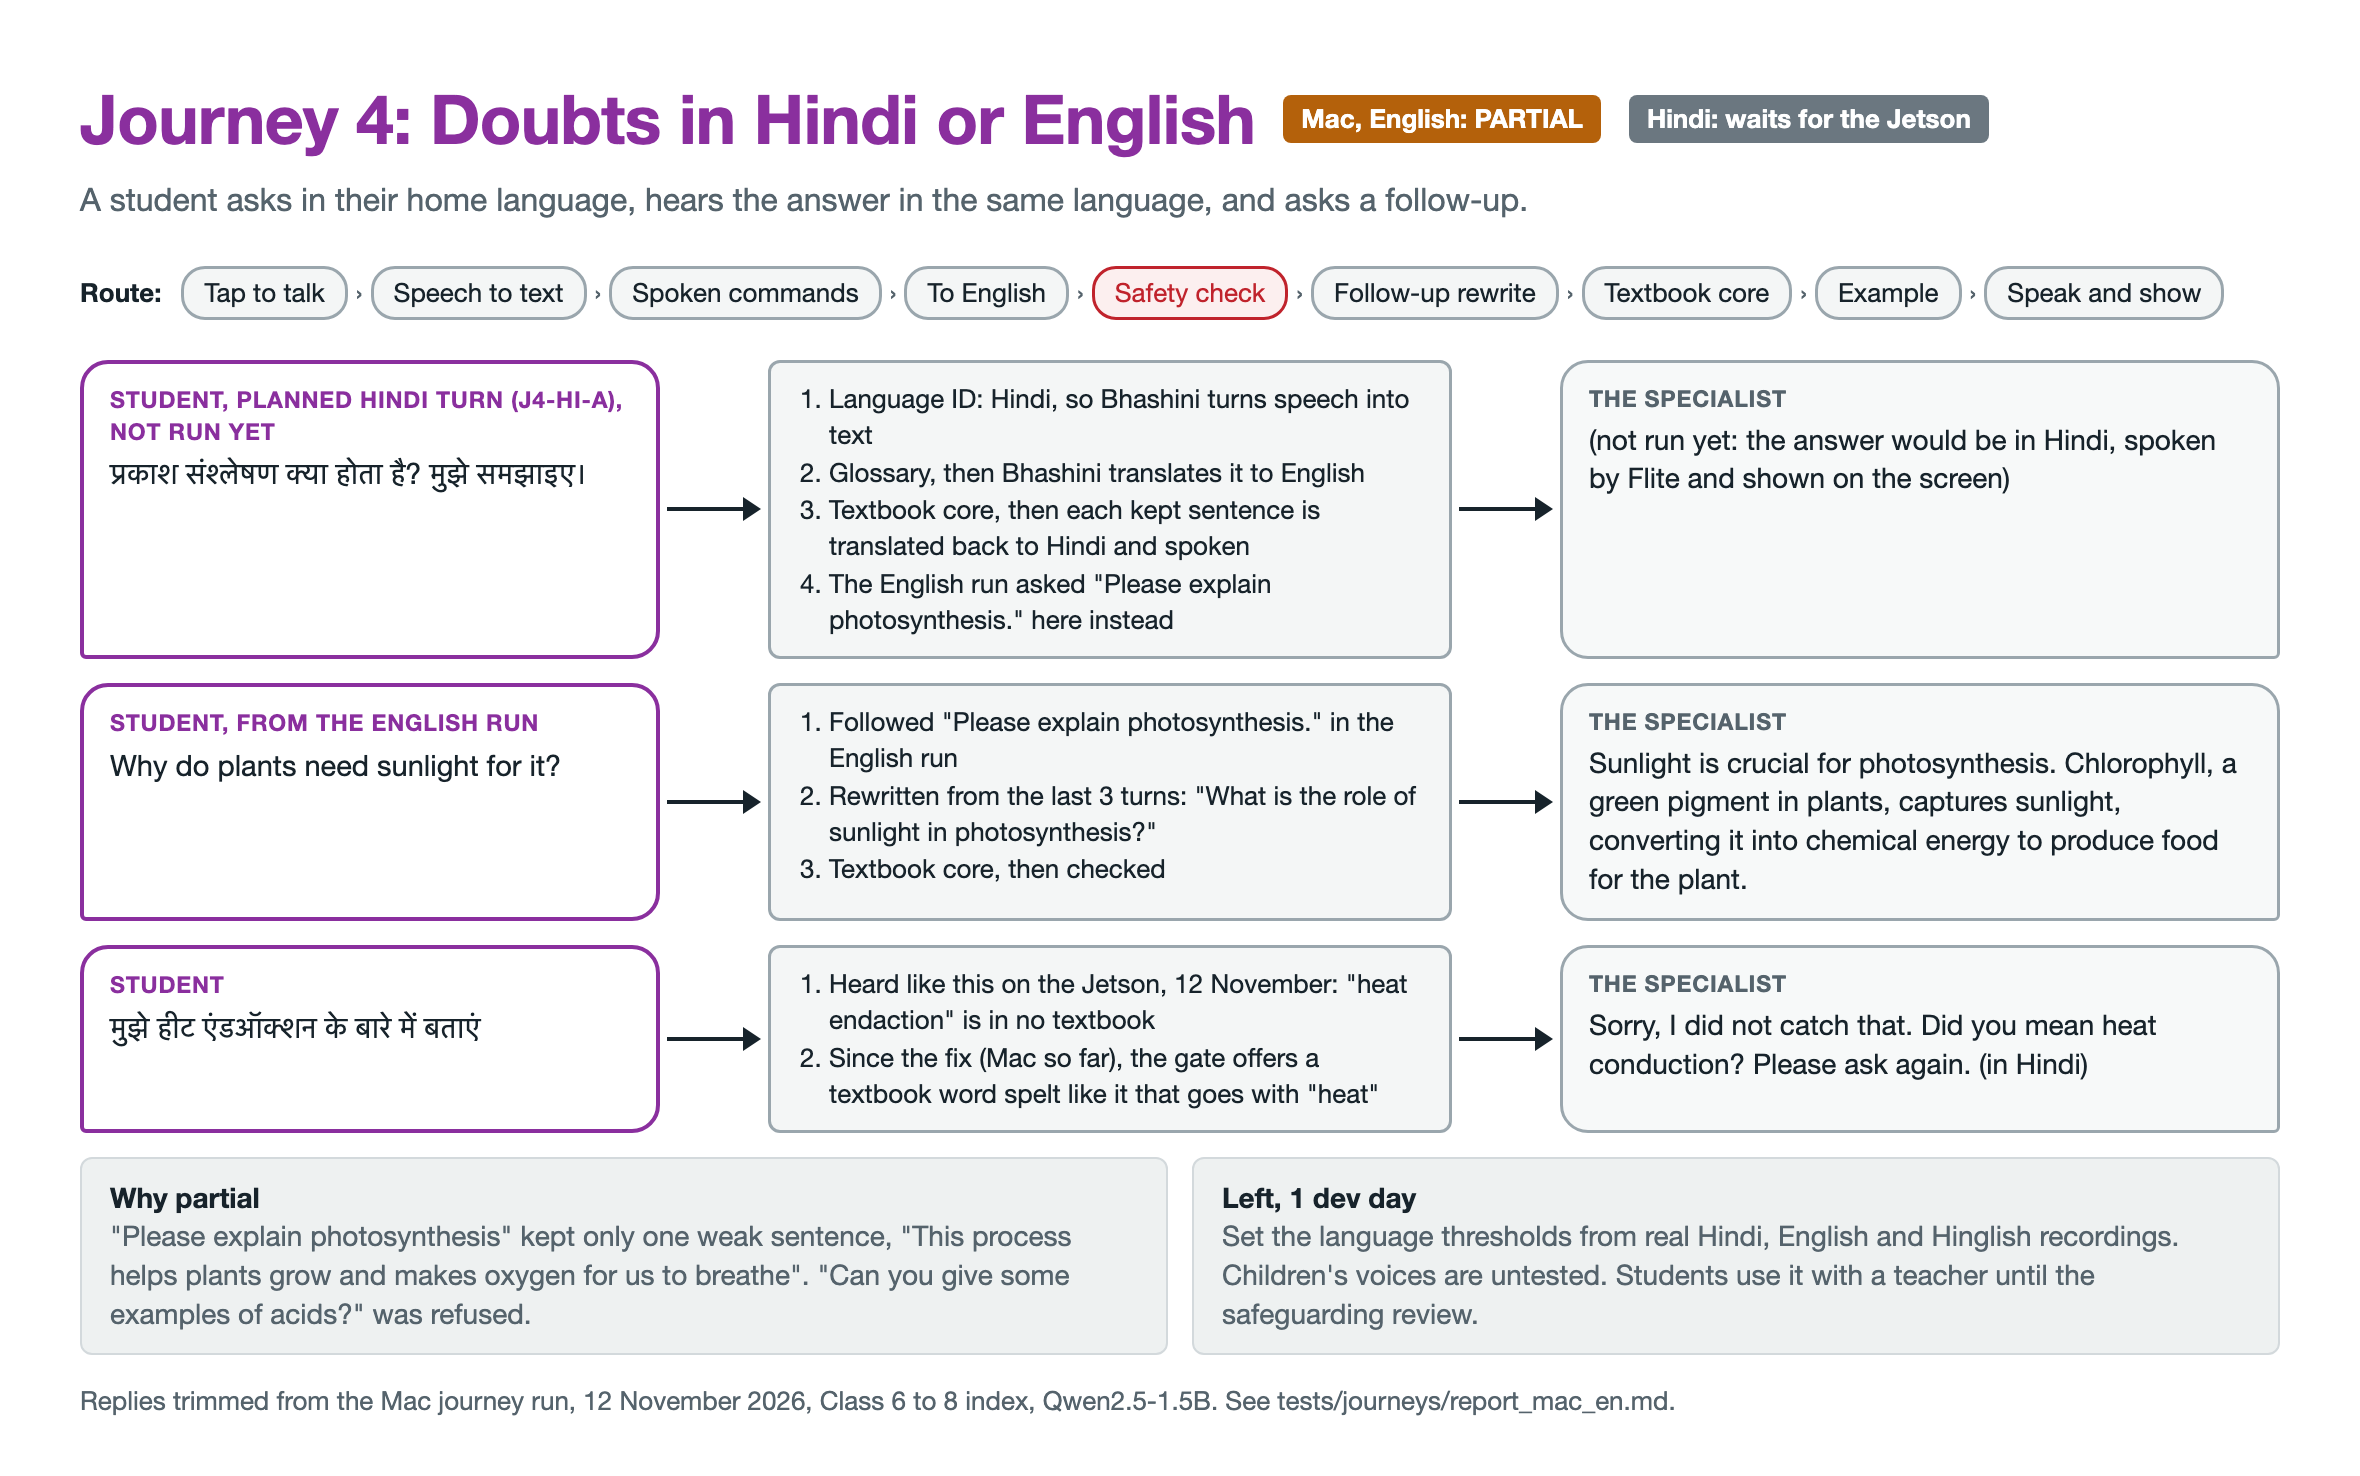 Journey 4: Doubts in Hindi or English
Mac, English: PARTIAL
Hindi: waits for the Jetson
A student asks in their home language, hears the answer in the same language, and asks a follow-up.
Route: Tap to talk › Speech to text › Spoken commands › To English › Safety check › Follow-up rewrite › Textbook core › Example › Speak and show
STUDENT, PLANNED HINDI TURN (J4-HI-A),
NOT RUN YET
प्रकाश संश्लेषण क्या होता है? मुझे समझाइए।
1. Language ID: Hindi, so Bhashini turns speech into
text
2. Glossary, then Bhashini translates it to English
3. Textbook core, then each kept sentence is
translated back to Hindi and spoken
4. The English run asked "Please explain
photosynthesis." here instead
THE SPECIALIST
(not run yet: the answer would be in Hindi, spoken
by Flite and shown on the screen)
STUDENT, FROM THE ENGLISH RUN
Why do plants need sunlight for it?
1. Followed "Please explain photosynthesis." in the
English run
2. Rewritten from the last 3 turns: "What is the role of
sunlight in photosynthesis?"
3. Textbook core, then checked
THE SPECIALIST
Sunlight is crucial for photosynthesis. Chlorophyll, a
green pigment in plants, captures sunlight,
converting it into chemical energy to produce food
for the plant.
STUDENT
मुझे हीट एंडऑक्शन के बारे में बताएं
1. Heard like this on the Jetson, 12 November: "heat
endaction" is in no textbook
2. Since the fix (Mac so far), the gate offers a
textbook word spelt like it that goes with "heat"
THE SPECIALIST
Sorry, I did not catch that. Did you mean heat
conduction? Please ask again. (in Hindi)
Why partial
"Please explain photosynthesis" kept only one weak sentence, "This process
helps plants grow and makes oxygen for us to breathe". "Can you give some
examples of acids?" was refused.
Left, 1 dev day
Set the language thresholds from real Hindi, English and Hinglish recordings.
Children's voices are untested. Students use it with a teacher until the
safeguarding review.
Replies trimmed from the Mac journey run, 12 November 2026, Class 6 to 8 index, Qwen2.5-1.5B. See tests/journeys/report_mac_en.md.